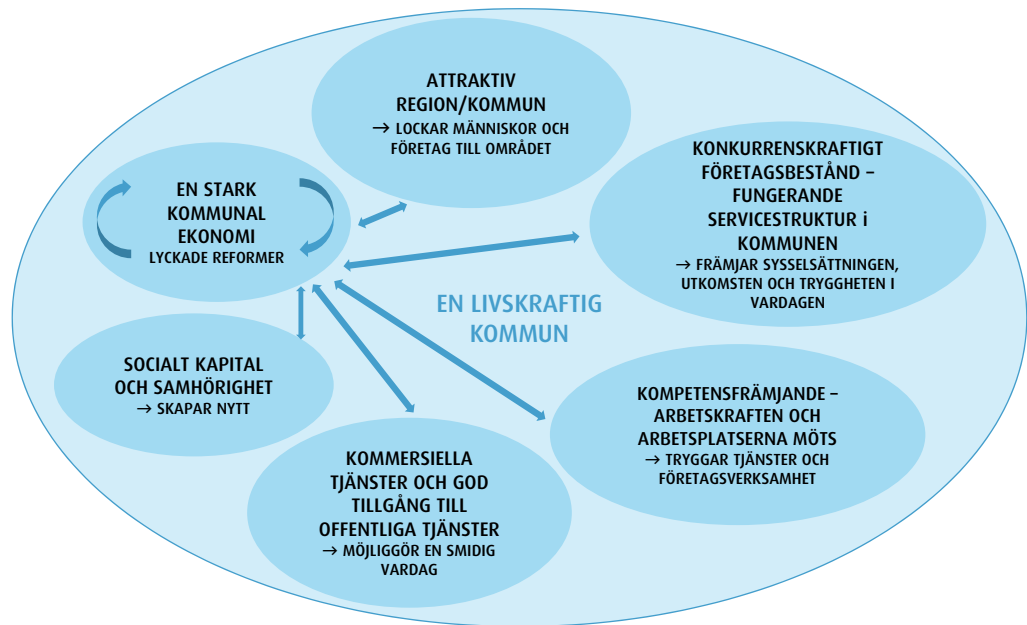 ATTRAKTIV
REGION/KOMMUN
→ LOCKAR MÄNNISKOR OCH
FÖRETAG TILL OMRÅDET
KONKURRENSKRAFTIGT
FÖRETAGSBESTÅND –
FUNGERANDE
SERVICESTRUKTUR i
KOMMUNEN
→ FRÄMJAR SYSSELSÄTTNINGEN,
UTKOMSTEN OCH TRYGGHETEN I
VARDAGEN
EN STARK
KOMMUNAL
EKONOMI
LYCKADE REFORMER
EN LIVSKRAFTIG
KOMMUN
SOCIALT KAPITAL
OCH SAMHÖRIGHET
→ SKAPAR NYTT
KOMPETENSFRÄMJANDE –
ARBETSKRAFTEN OCH
ARBETSPLATSERNA MÖTS
→ TRYGGAR TJÄNSTER OCH
FÖRETAGSVERKSAMHET
KOMMERSIELLA
TJÄNSTER OCH GOD
TILLGÅNG TILL
OFFENTLIGA TJÄNSTER
→ MÖJLIGGÖR EN SMIDIG
VARDAG